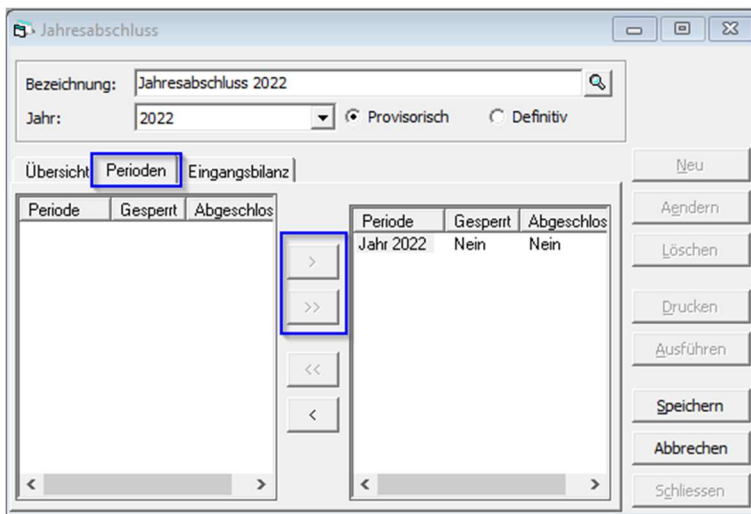 Jahresabschluss
Bezeichnung: Jahresabschluss 2022
Jahr: 2022 Provisorisch Definitiv
Übersicht Perioden Eingangsbilanz
Periode Gesperrt Abgeschlos
Periode Gesperrt Abgeschlos
Jahr 2022 Nein Nein
>
>>
<<
<
Neu
Aendern
Löschen
Drucken
Ausführen
Speichern
Abbrechen
Schliessen